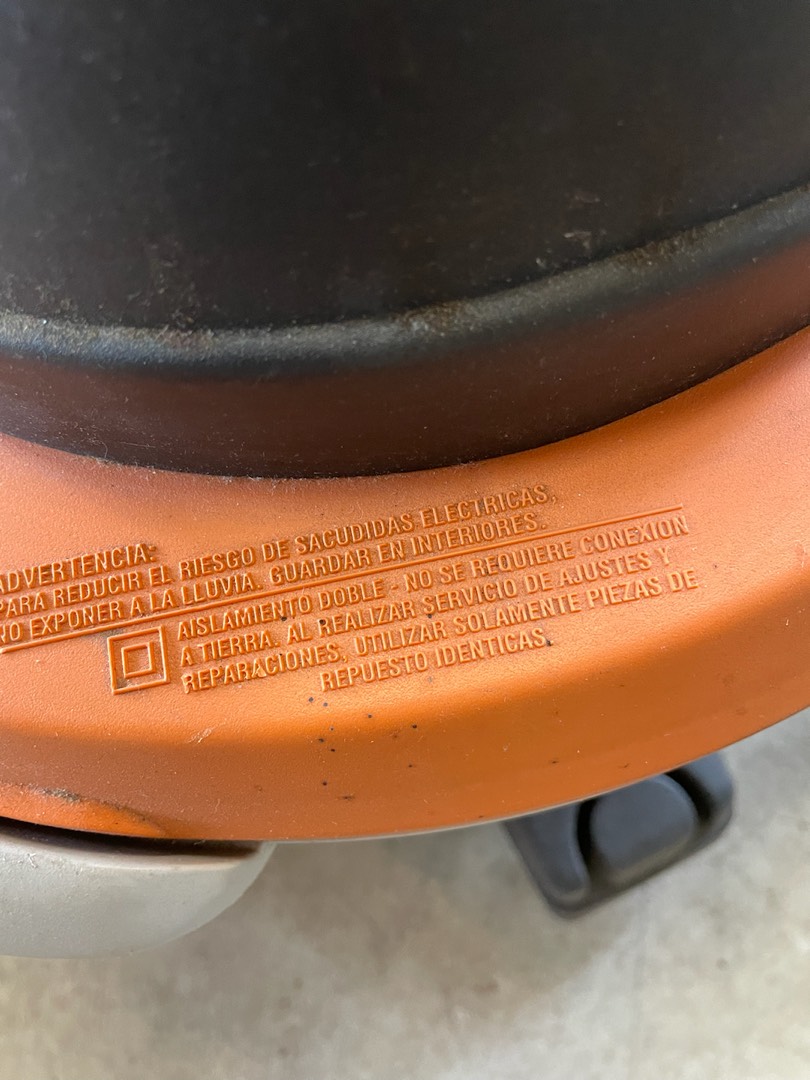 ADVERTENCIA:
PARA REDUCIR EL RIESGO DE SACUDIDAS ELECTRICAS,
NO EXPONER A LA LLUVIA. GUARDAR EN INTERIORES.
AISLAMIENTO DOBLE - NO SE REQUIERE CONEXION
A TIERRA. AL REALIZAR SERVICIO DE AJUSTES Y
REPARACIONES, UTILIZAR SOLAMENTE PIEZAS DE
REPUESTO IDENTICAS.